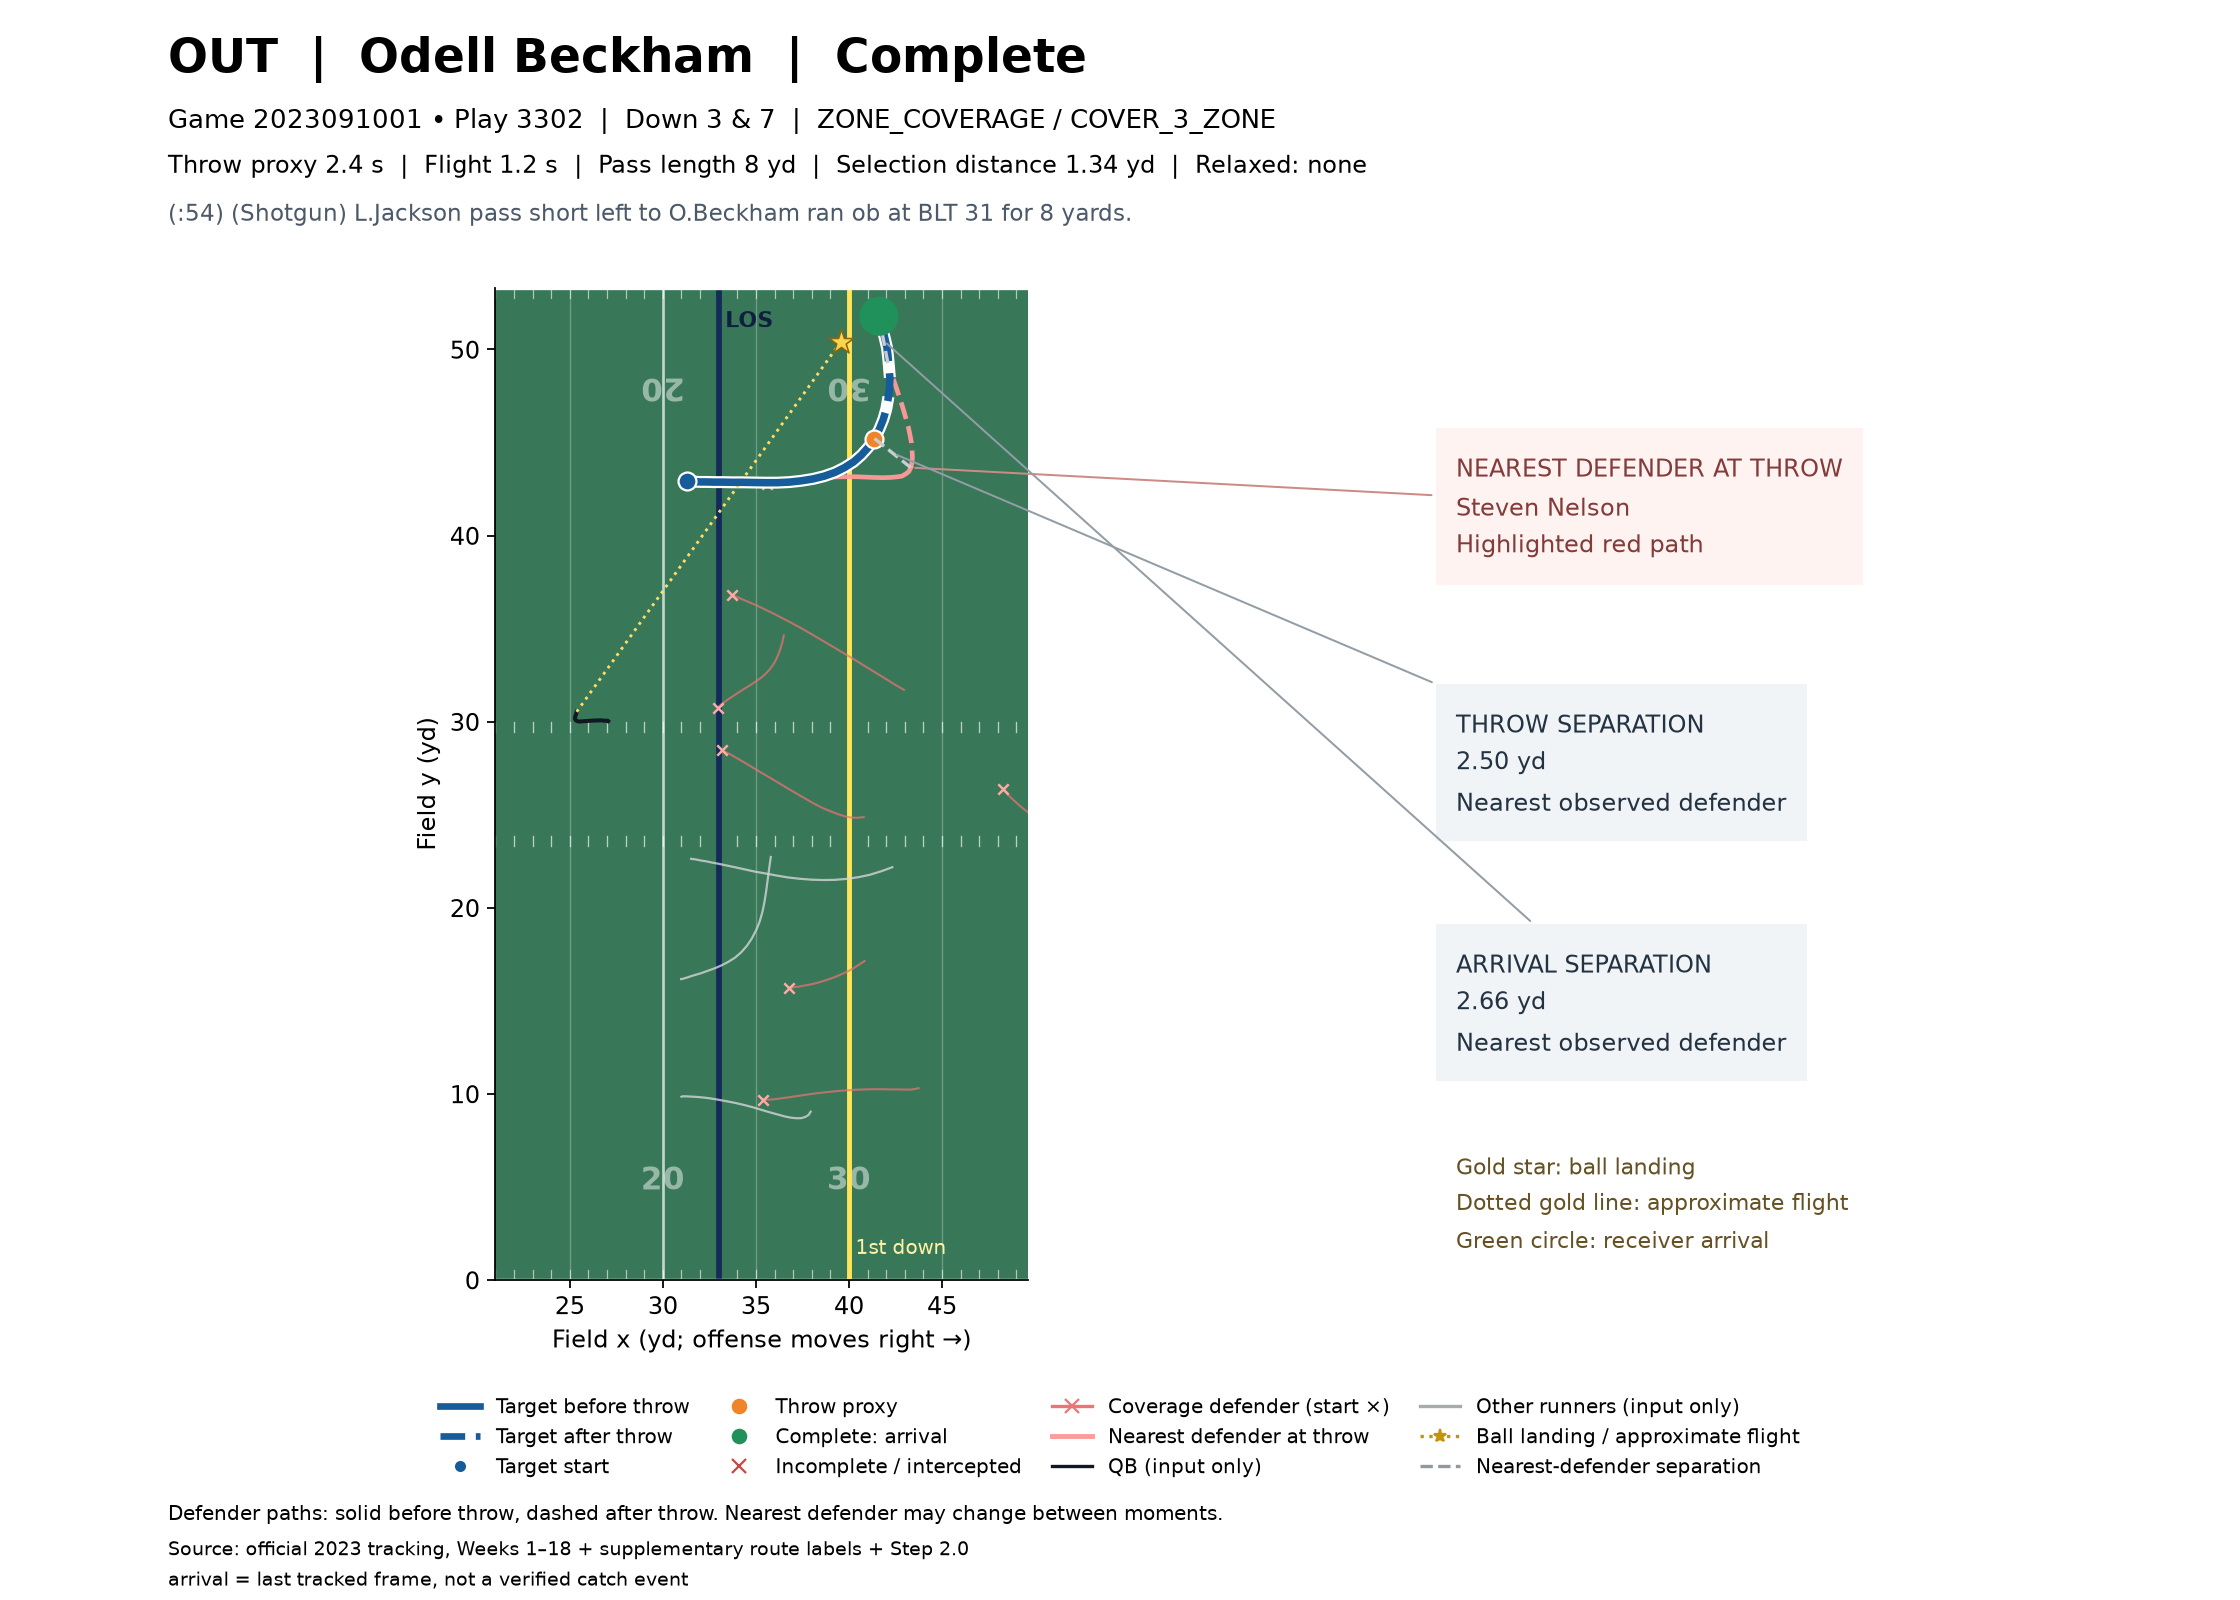 OUT | Odell Beckham | Complete
Game 2023091001 • Play 3302 | Down 3 & 7 | ZONE_COVERAGE / COVER_3_ZONE
Throw proxy 2.4 s | Flight 1.2 s | Pass length 8 yd | Selection distance 1.34 yd | Relaxed: none
(:54) (Shotgun) L.Jackson pass short left to O.Beckham ran ob at BLT 31 for 8 yards.
LOS
20 30
50
40
30
20
10
0
Field y (yd)
20 30
1st down
25 30 35 40 45
Field x (yd; offense moves right →)
NEAREST DEFENDER AT THROW
Steven Nelson
Highlighted red path
THROW SEPARATION
2.50 yd
Nearest observed defender
ARRIVAL SEPARATION
2.66 yd
Nearest observed defender
Gold star: ball landing
Dotted gold line: approximate flight
Green circle: receiver arrival
Target before throw
Target after throw
Target start
Throw proxy
Complete: arrival
Incomplete / intercepted
Coverage defender (start ×)
Nearest defender at throw
QB (input only)
Other runners (input only)
Ball landing / approximate flight
Nearest-defender separation
Defender paths: solid before throw, dashed after throw. Nearest defender may change between moments.
Source: official 2023 tracking, Weeks 1–18 + supplementary route labels + Step 2.0
arrival = last tracked frame, not a verified catch event